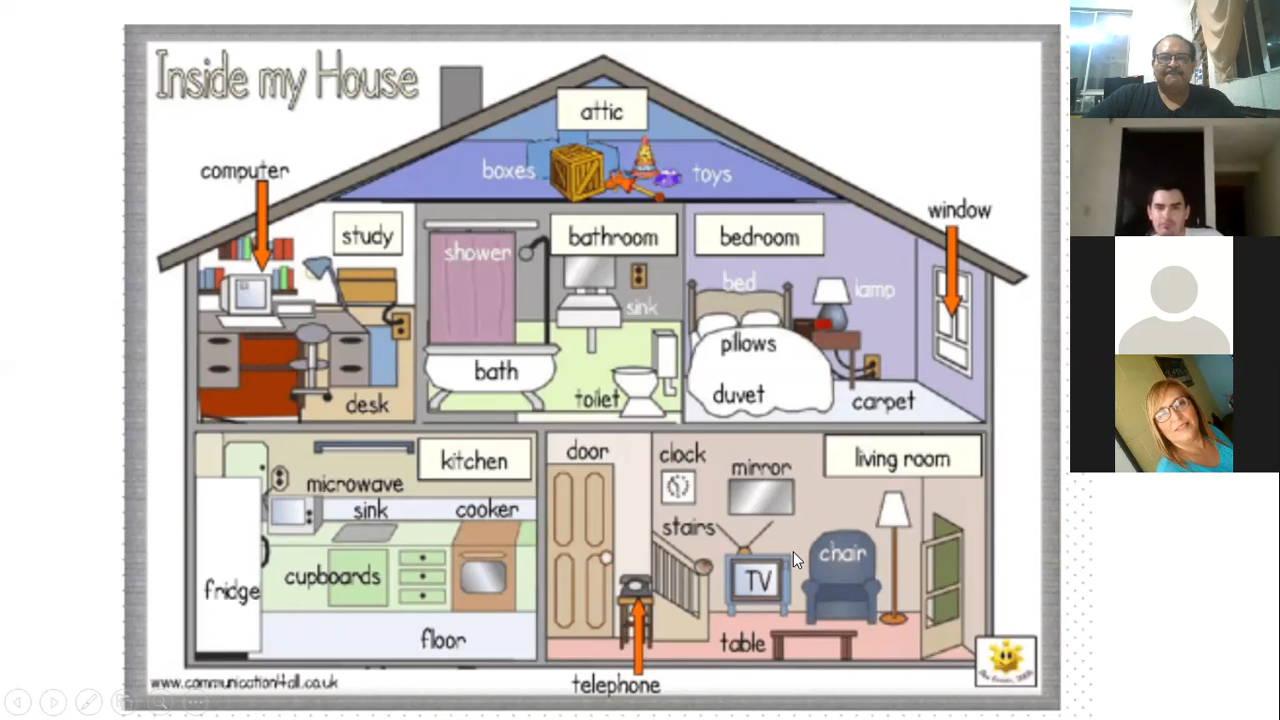 Inside my House
attic
boxes
toys
computer
window
study
bathroom
bedroom
shower
bed
lamp
sink
pllows
bath
duvet
toilet
carpet
desk
kitchen
door
clock
living room
mirror
microwave
sink
cooker
stairs
chair
cupboards
TV
fridge
floor
table
telephone
www.communication4all.co.uk